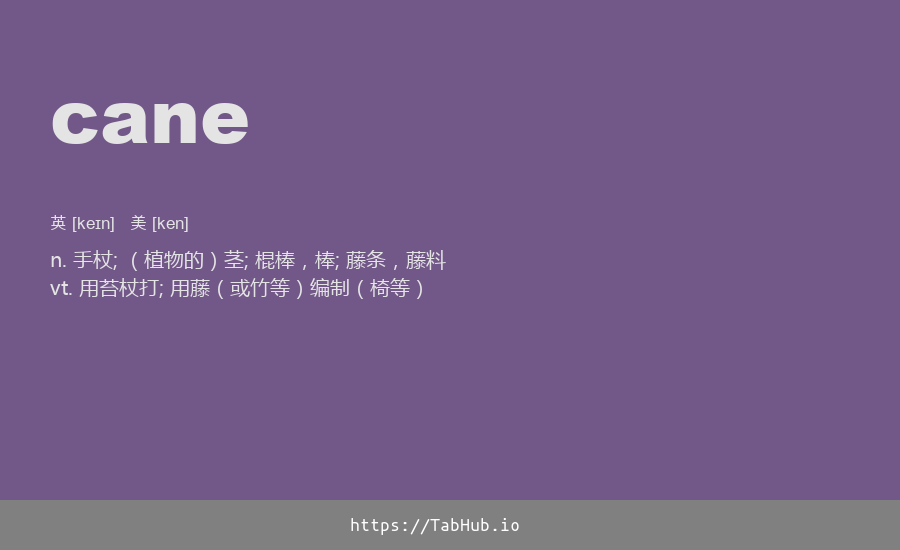 cane
英 [keɪn] 美 [ken]
n. 手杖; （植物的）茎; 棍棒，棒; 藤条，藤料
vt. 用苔杖打; 用藤（或竹等）编制（椅等）
https://TabHub.io